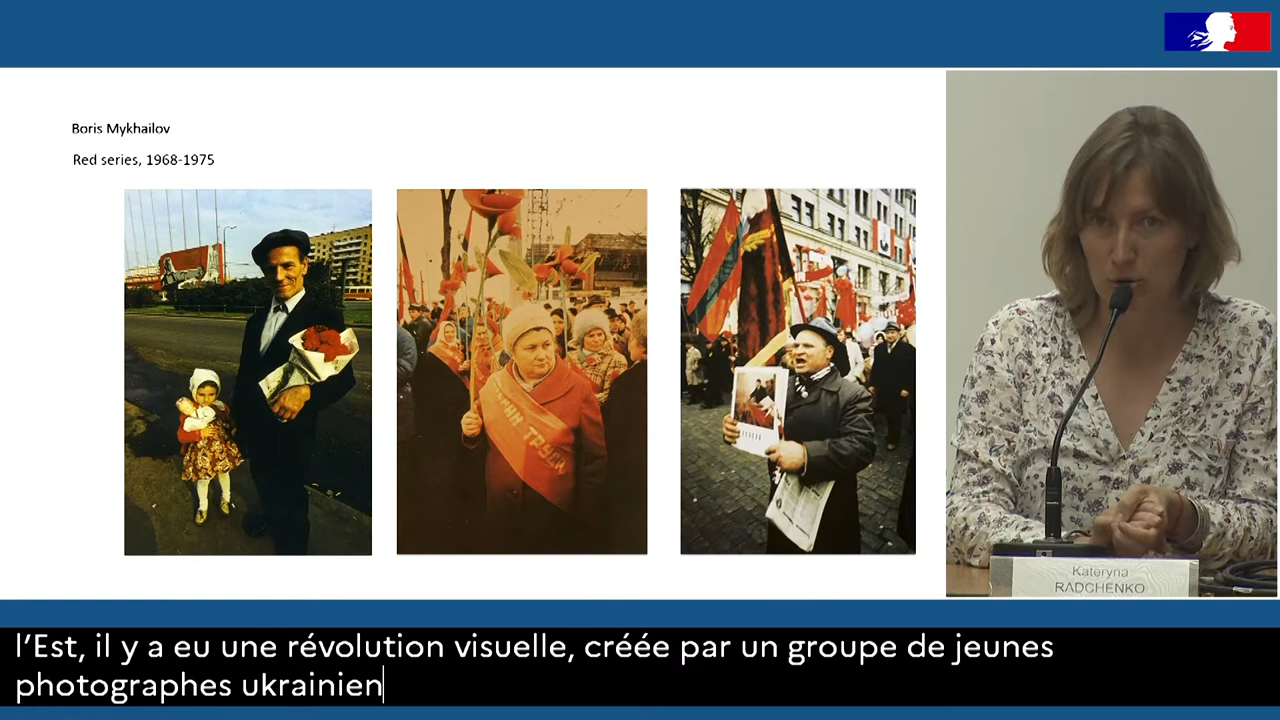 Boris Mykhailov
Red series, 1968-1975
Kateryna
RADCHENKO
l’Est, il y a eu une révolution visuelle, créée par un groupe de jeunes
photographes ukrainien